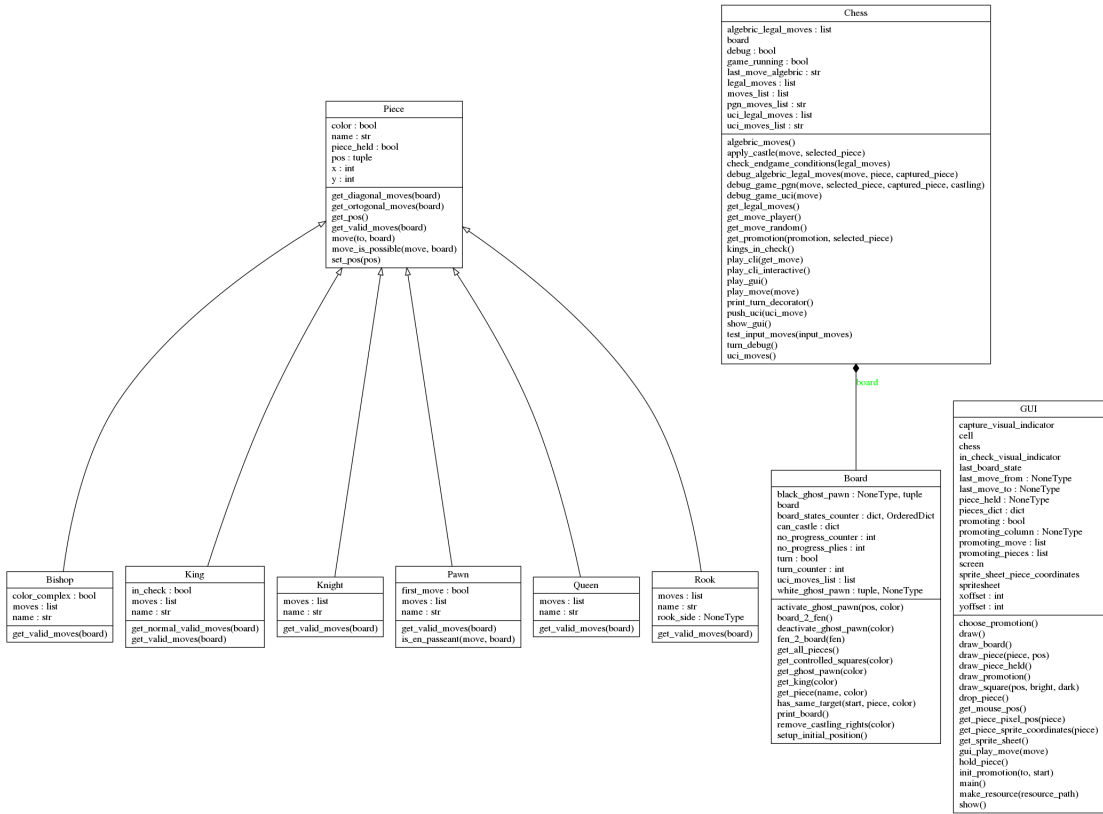 Chess
algebric_legal_moves : list
board
debug : bool
game_running : bool
last_move_algebric : str
legal_moves : list
moves_list : list
pgn_moves_list : str
uci_legal_moves : list
uci_moves_list : str
algebric_moves()
apply_castle(move, selected_piece)
check_endgame_conditions(legal_moves)
debug_algebric_legal_moves(move, piece, captured_piece)
debug_game_pgn(move, selected_piece, captured_piece, castling)
debug_game_uci(move)
get_legal_moves()
get_move_player()
get_move_random()
get_promotion(promotion, selected_piece)
kings_in_check()
play_cli(get_move)
play_cli_interactive()
play_gui()
play_move(move)
print_turn_decorator()
push_uci(uci_move)
show_gui()
test_input_moves(input_moves)
turn_debug()
uci_moves()
Piece
color : bool
name : str
piece_held : bool
pos : tuple
x : int
y : int
get_diagonal_moves(board)
get_ortogonal_moves(board)
get_pos()
get_valid_moves(board)
move(to, board)
move_is_possible(move, board)
set_pos(pos)
board
Bishop
color_complex : bool
moves : list
name : str
get_valid_moves(board)
King
in_check : bool
moves : list
name : str
get_normal_valid_moves(board)
get_valid_moves(board)
Knight
moves : list
name : str
get_valid_moves(board)
Pawn
first_move : bool
moves : list
name : str
get_valid_moves(board)
is_en_passeant(move, board)
Queen
moves : list
name : str
get_valid_moves(board)
Rook
moves : list
name : str
rook_side : NoneType
get_valid_moves(board)
Board
black_ghost_pawn : NoneType, tuple
board
board_states_counter : dict, OrderedDict
can_castle : dict
no_progress_counter : int
no_progress_plies : int
turn : bool
turn_counter : int
uci_moves_list : list
white_ghost_pawn : tuple, NoneType
activate_ghost_pawn(pos, color)
board_2_fen()
deactivate_ghost_pawn(color)
fen_2_board(fen)
get_all_pieces()
get_controlled_squares(color)
get_ghost_pawn(color)
get_king(color)
get_piece(name, color)
has_same_target(start, piece, color)
print_board()
remove_castling_rights(color)
setup_initial_position()
GUI
capture_visual_indicator
cell
chess
in_check_visual_indicator
last_board_state
last_move_from : NoneType
last_move_to : NoneType
piece_held : NoneType
pieces_dict : dict
promoting : bool
promoting_column : NoneType
promoting_move : list
promoting_pieces : list
screen
sprite_sheet_piece_coordinates
spritesheet
xoffset : int
yoffset : int
choose_promotion()
draw()
draw_board()
draw_piece(piece, pos)
draw_piece_held()
draw_promotion()
draw_square(pos, bright, dark)
drop_piece()
get_mouse_pos()
get_piece_pixel_pos(piece)
get_piece_sprite_coordinates(piece)
get_sprite_sheet()
gui_play_move(move)
hold_piece()
init_promotion(to, start)
main()
make_resource(resource_path)
show()